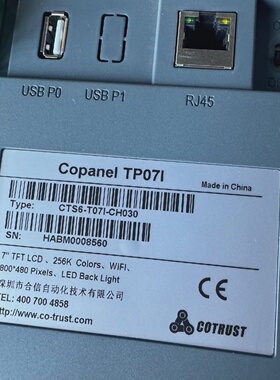 USB P0
USB P1
RJ45
Copanel TP07I
Made in China
Type: CTS6-T07I-CH030
SN: HABM0008560
7" TFT LCD 、256K Colors、WiFi、
800*480 Pixels、LED Back Light
深圳市合信自动化技术有限公司
TEL: 400 700 4858
http://www.co-trust.com
CE
COTRUST